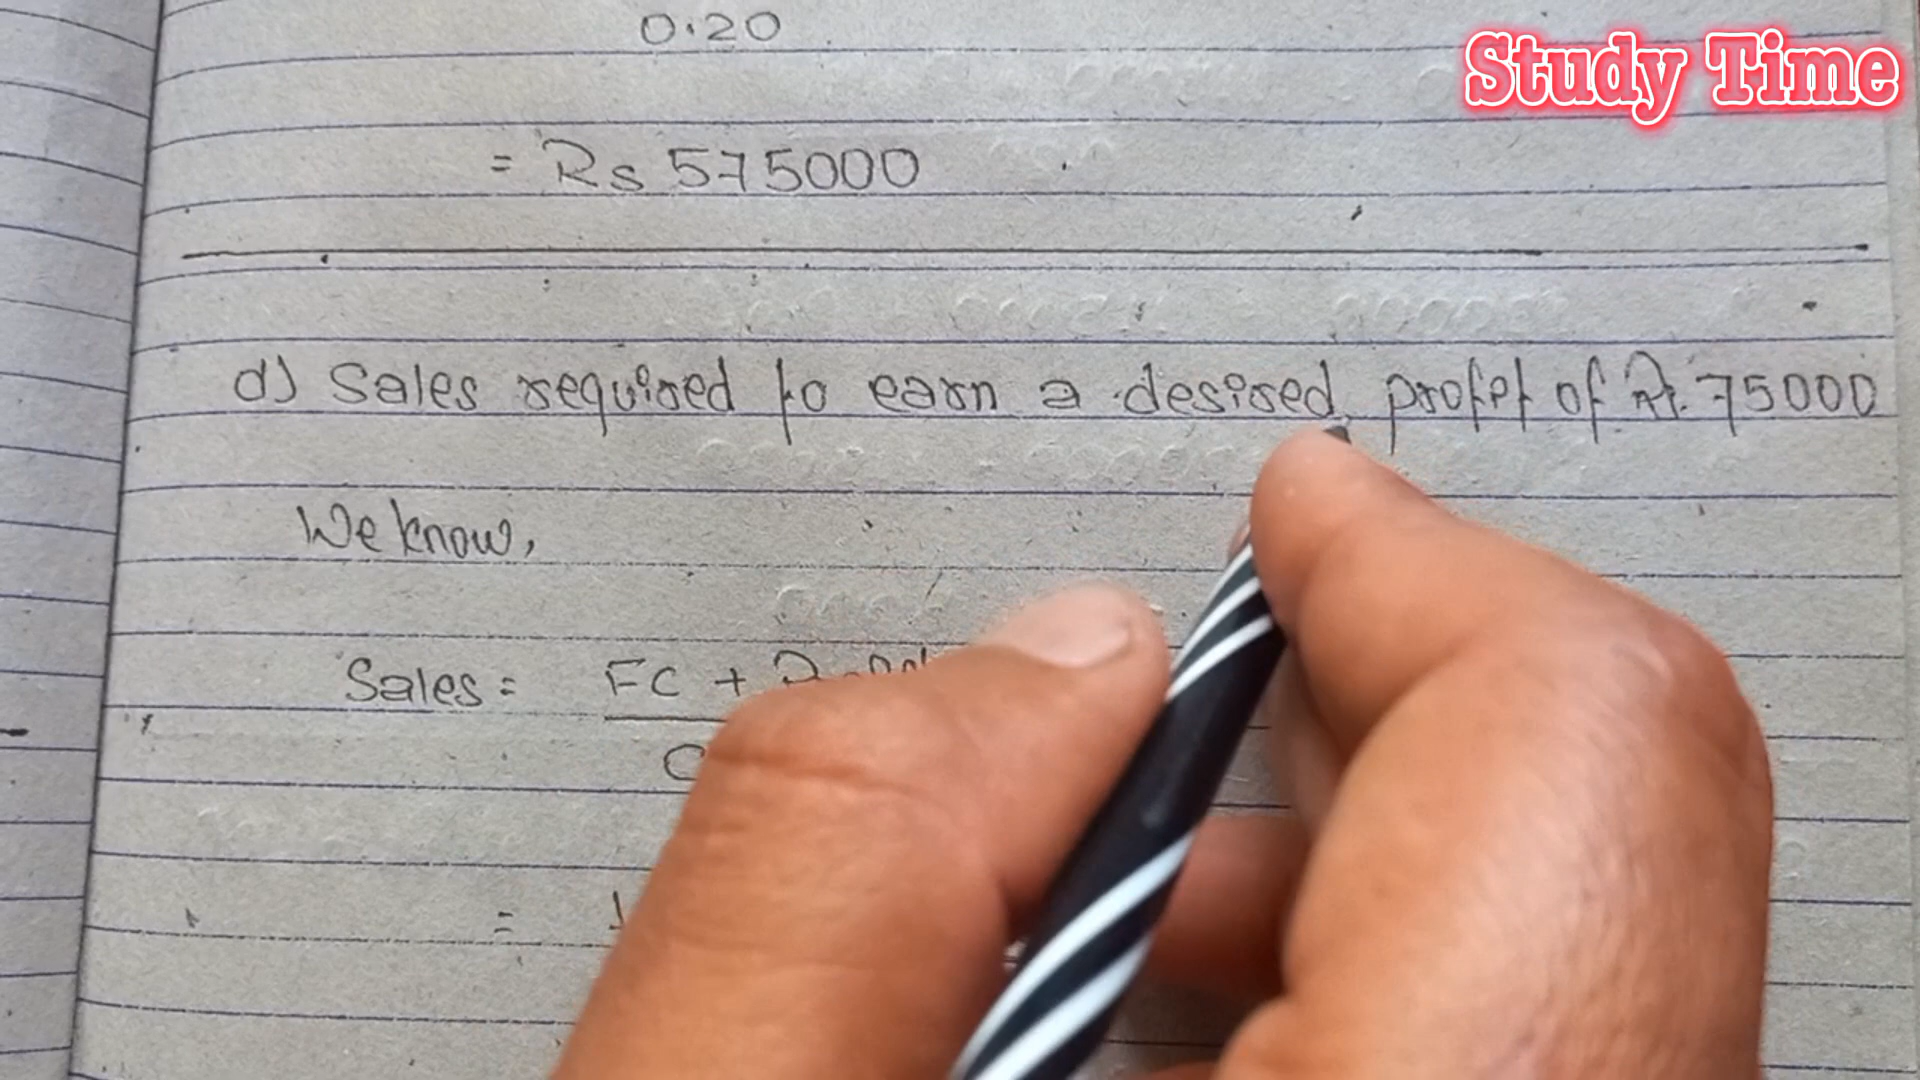 Study Time
0.20
= Rs 575000
d) Sales required to earn a desired profit of Rs. 75000
We know,
Sales = FC +
=